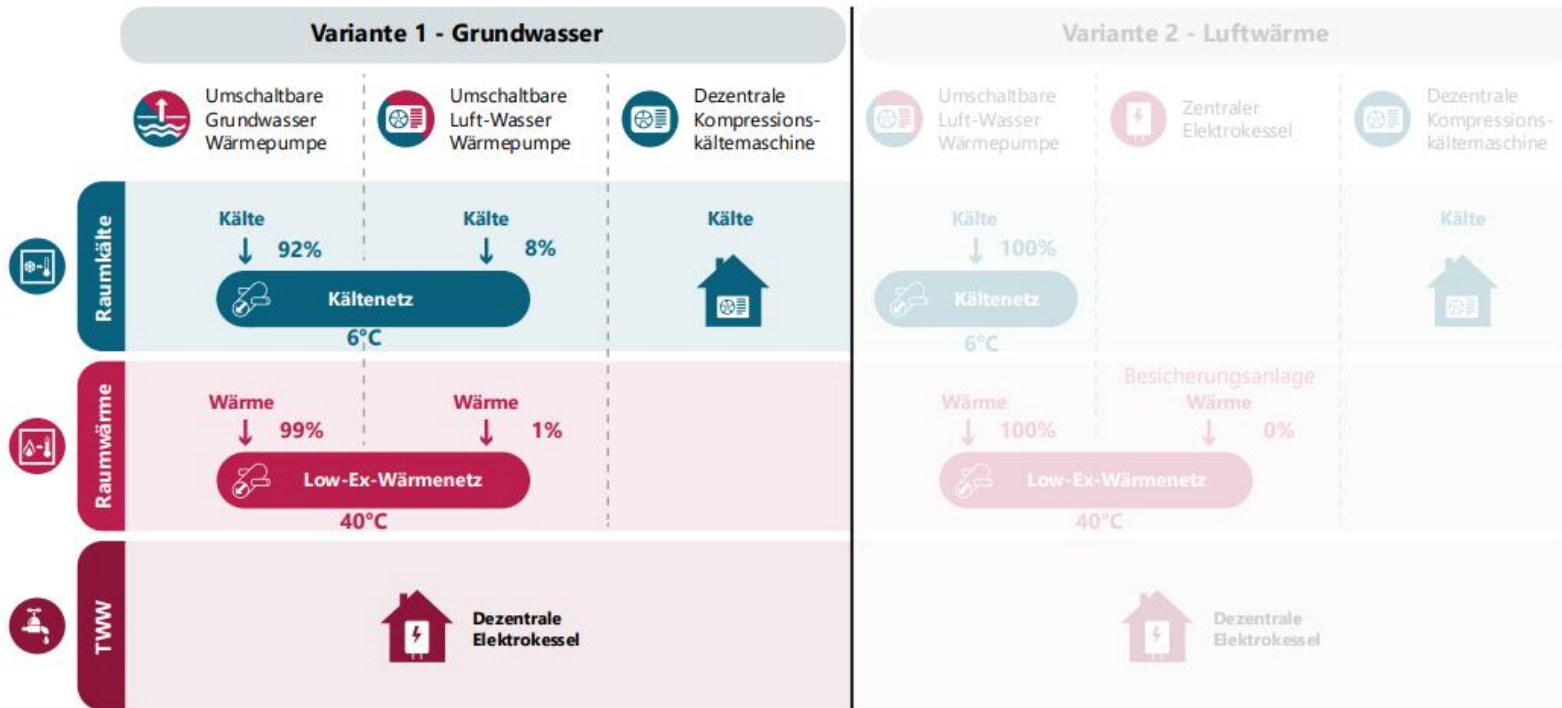 Variante 1 - Grundwasser
Variante 2 - Luftwärme
Umschaltbare
Grundwasser
Wärmepumpe
Umschaltbare
Luft-Wasser
Wärmepumpe
Dezentrale
Kompressions-
kältemaschine
Umschaltbare
Luft-Wasser
Wärmepumpe
Zentraler
Elektrokessel
Dezentrale
Kompressions-
kältemaschine
Raumkälte
Kälte
92%
Kälte
8%
Kälte
Kältenetz
6°C
Kälte
100%
Kältenetz
6°C
Kälte
Raumwärme
Wärme
99%
Wärme
1%
Low-Ex-Wärmenetz
40°C
Wärme
100%
Besicherungsanlage
Wärme
0%
Low-Ex-Wärmenetz
40°C
TWW
Dezentrale
Elektrokessel
Dezentrale
Elektrokessel